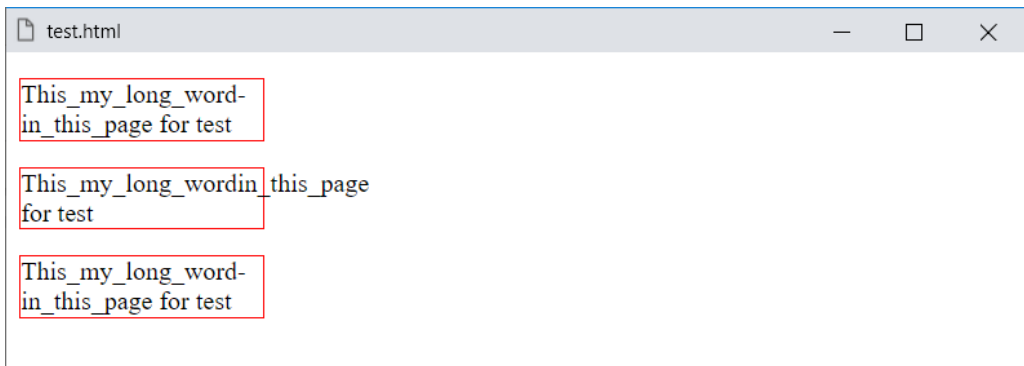 test.html
This_my_long_word-
in_this_page for test
This_my_long_wordin_this_page
for test
This_my_long_word-
in_this_page for test